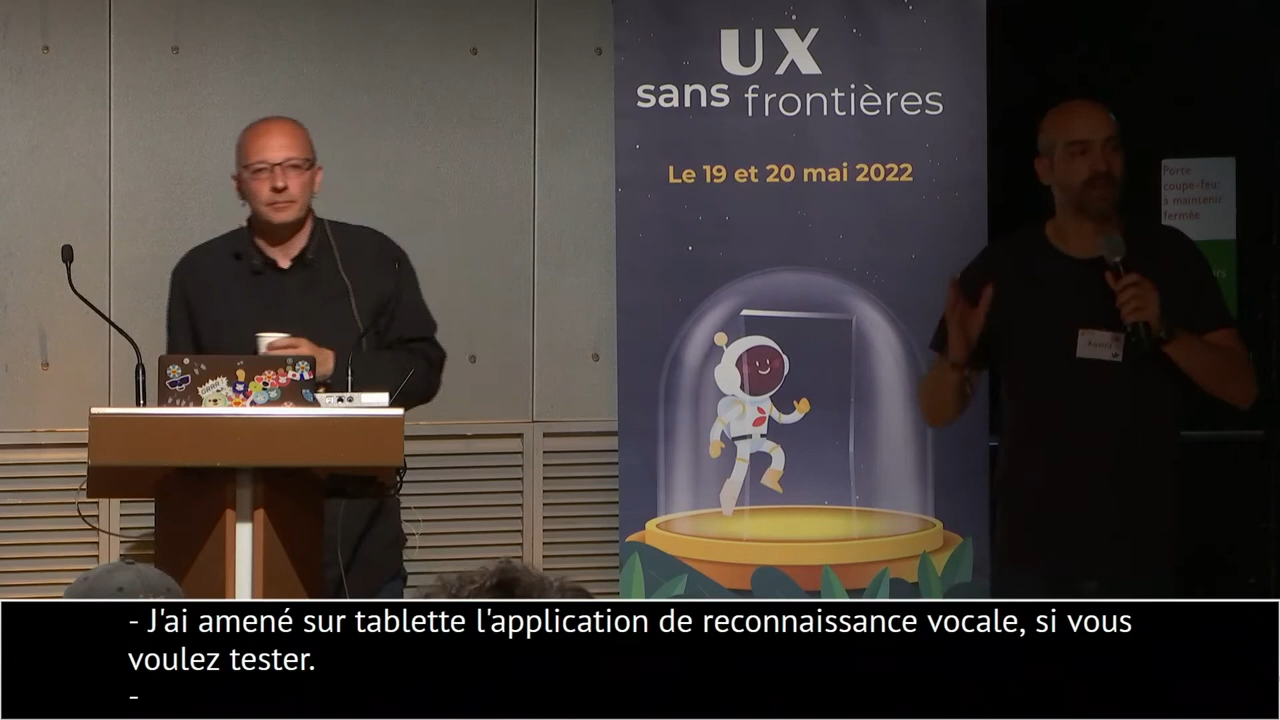 UX
sans frontières
Le 19 et 20 mai 2022
Porte
coupe-feu:
à maintenir
fermée
GRRR!
- J'ai amené sur tablette l'application de reconnaissance vocale, si vous
voulez tester.
-